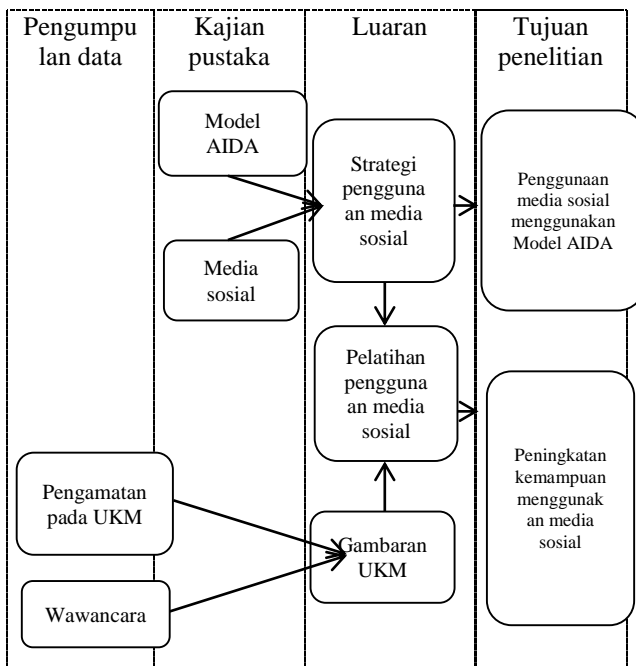 Pengumpu
lan data
Kajian
pustaka
Luaran
Tujuan
penelitian
Model
AIDA
Media
sosial
Strategi
pengguna
an media
sosial
Penggunaan
media sosial
menggunakan
Model AIDA
Pelatihan
pengguna
an media
sosial
Pengamatan
pada UKM
Wawancara
Gambaran
UKM
Peningkatan
kemampuan
menggunak
an media
sosial